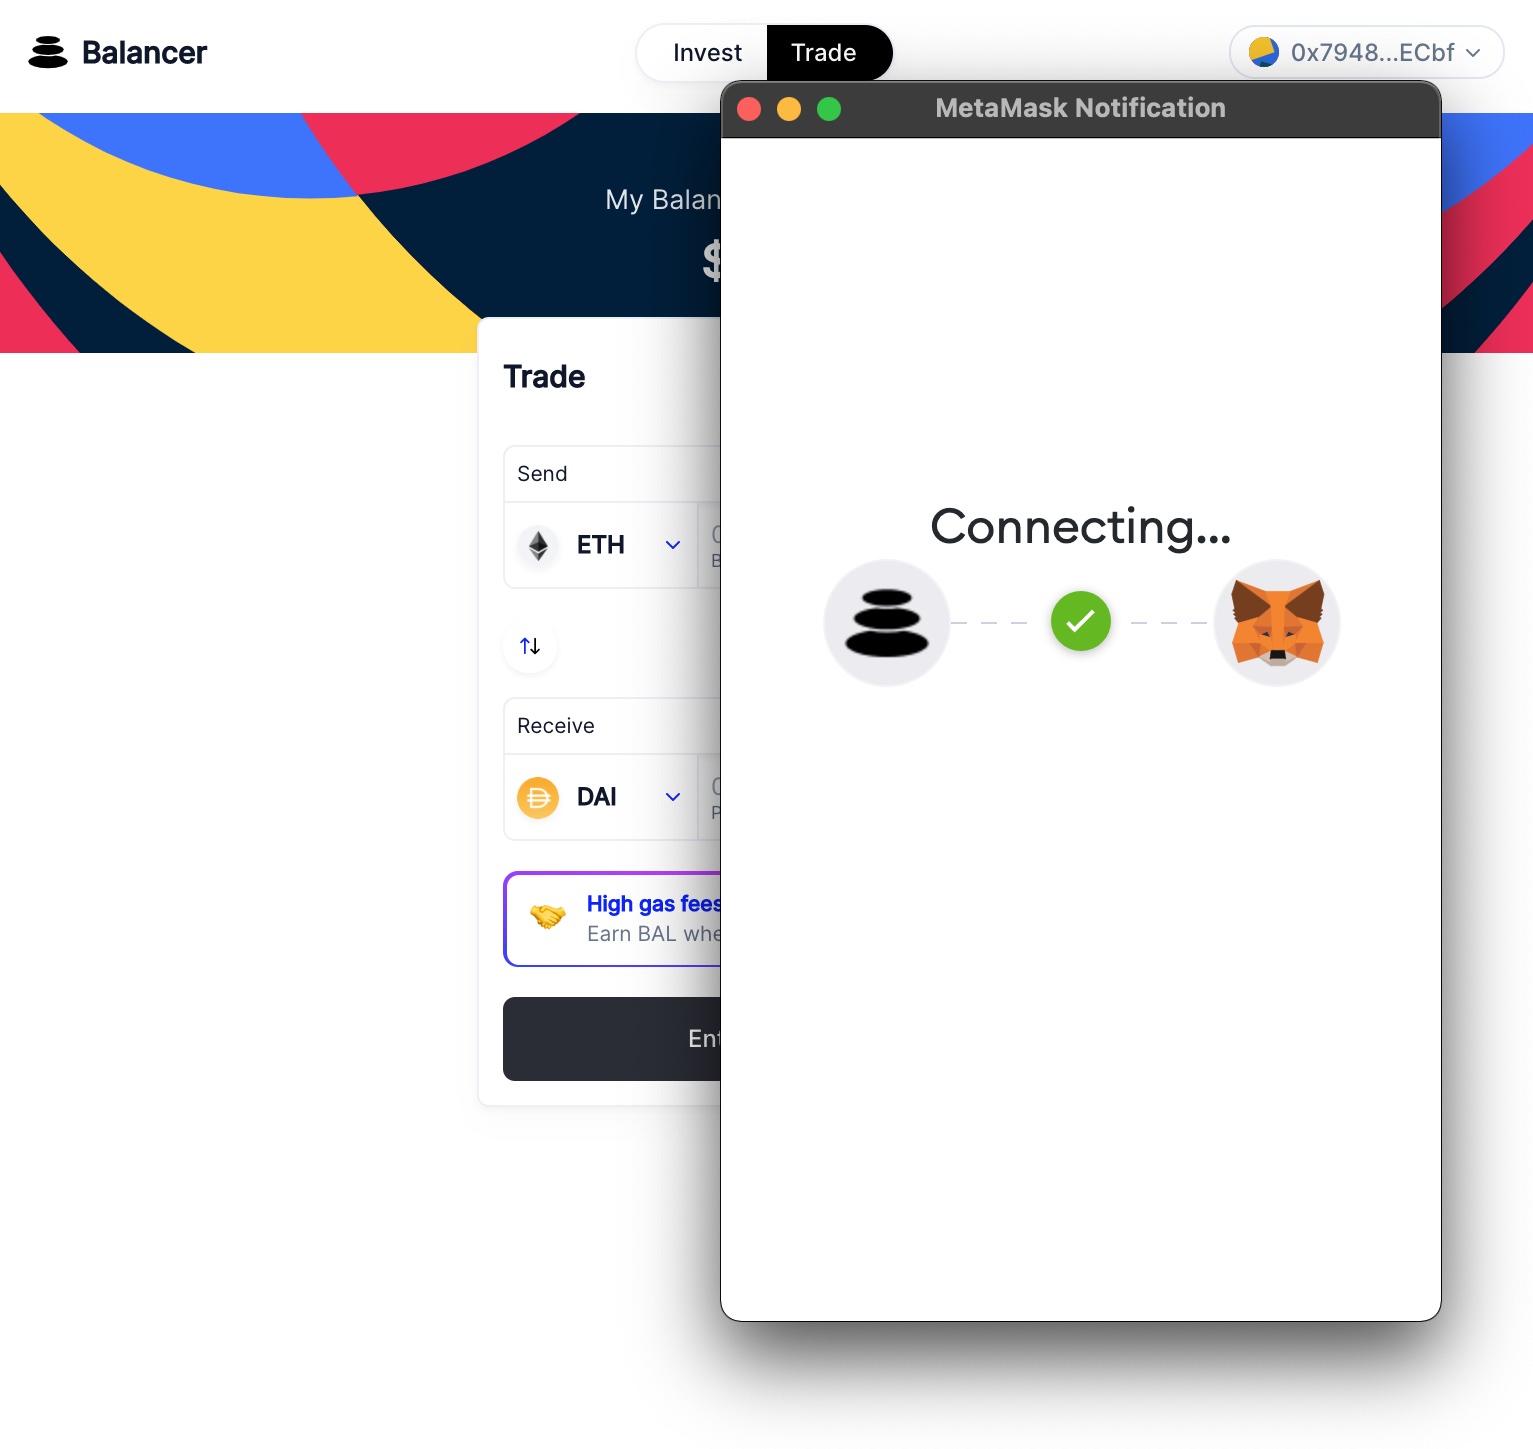 Balancer
Invest
Trade
0x7948...ECbf
MetaMask Notification
My Balan
$
Trade
Send
ETH
Connecting...
Receive
DAI
High gas fees
Earn BAL whe
Ent